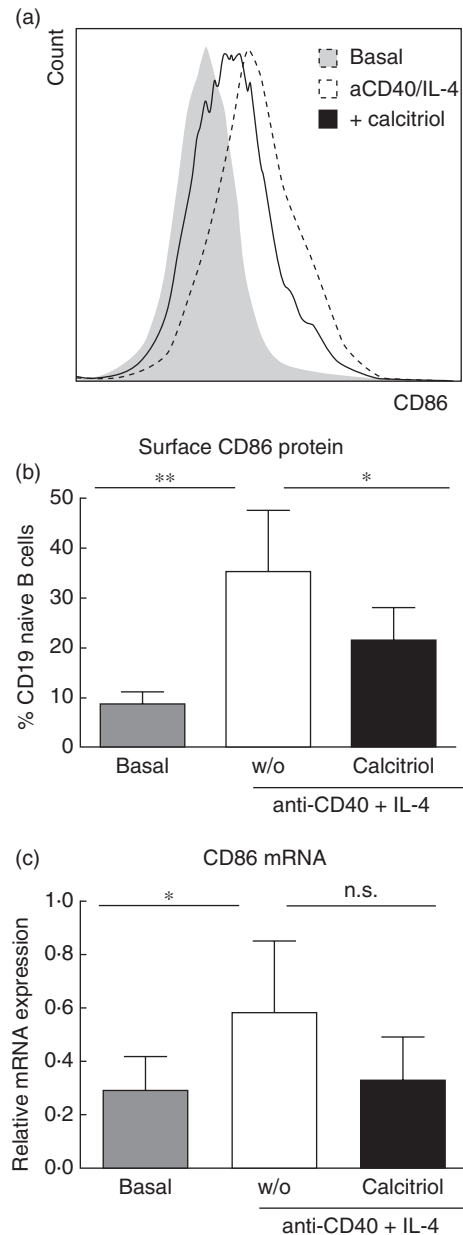 (a)
Count
Basal
aCD40/IL-4
+ calcitriol
CD86
Surface CD86 protein
(b)
**
*
% CD19 naive B cells
50
40
30
20
10
0
Basal
w/o
Calcitriol
anti-CD40 + IL-4
(c)
CD86 mRNA
*
n.s.
Relative mRNA expression
1·0
0·8
0·6
0·4
0·2
0·0
Basal
w/o
Calcitriol
anti-CD40 + IL-4